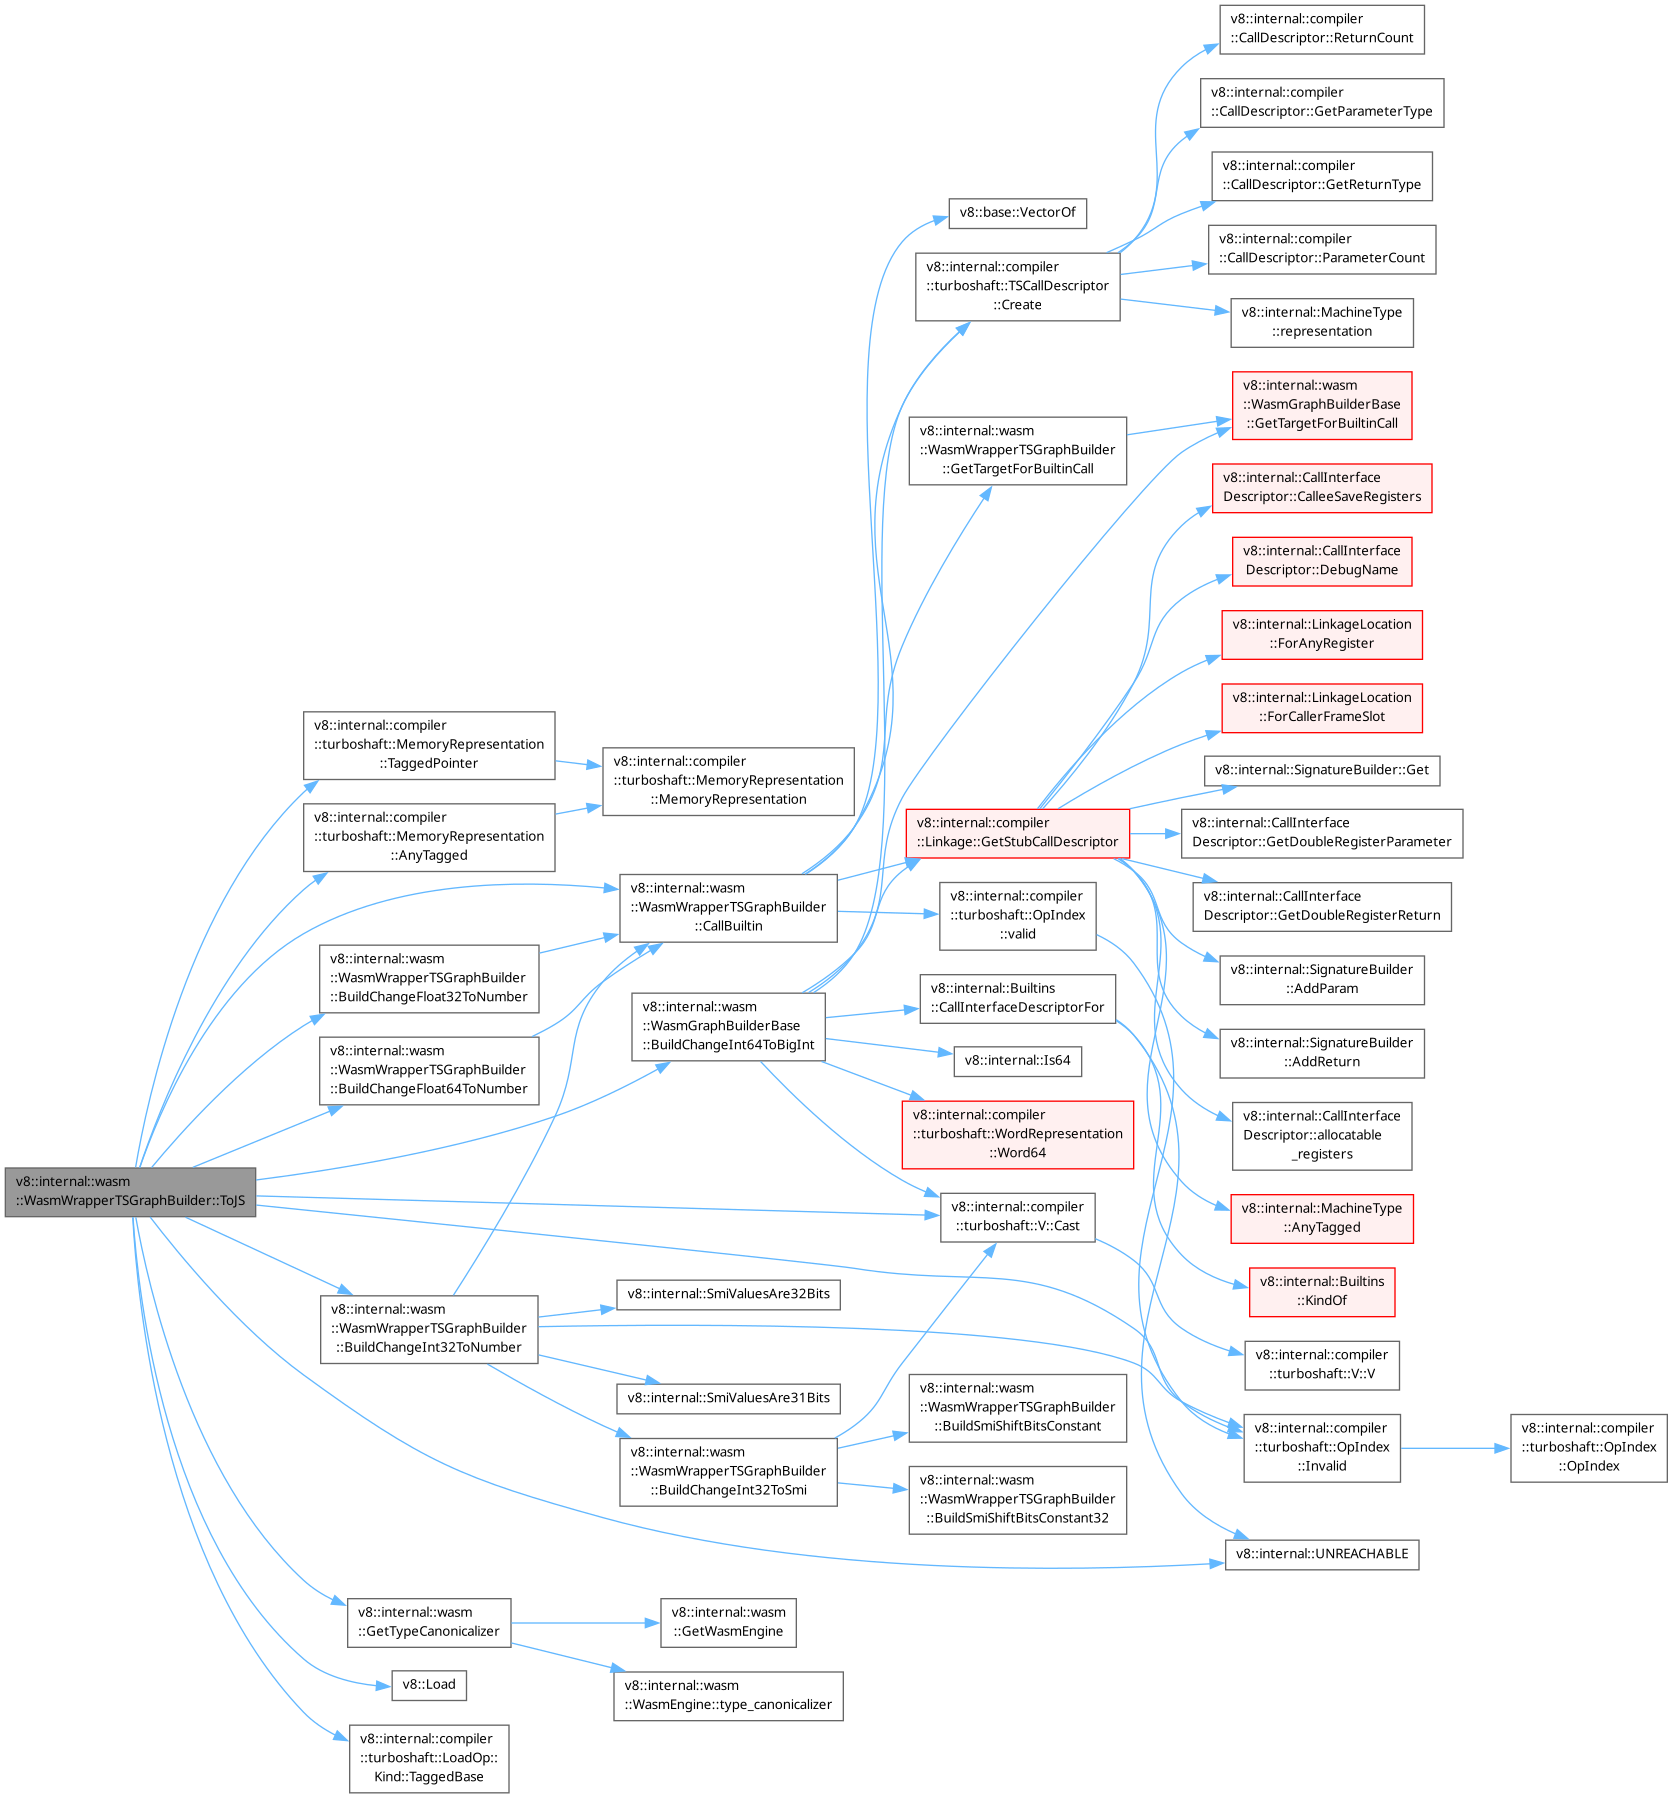 v8::internal::wasm
::WasmWrapperTSGraphBuilder::ToJS
v8::internal::compiler
::turboshaft::MemoryRepresentation
::TaggedPointer
v8::internal::compiler
::turboshaft::MemoryRepresentation
::AnyTagged
v8::internal::wasm
::WasmWrapperTSGraphBuilder
::BuildChangeFloat32ToNumber
v8::internal::wasm
::WasmWrapperTSGraphBuilder
::BuildChangeFloat64ToNumber
v8::internal::wasm
::WasmWrapperTSGraphBuilder
::BuildChangeInt32ToNumber
v8::internal::wasm
::GetTypeCanonicalizer
v8::Load
v8::internal::compiler
::turboshaft::LoadOp::
Kind::TaggedBase
v8::internal::compiler
::turboshaft::MemoryRepresentation
::MemoryRepresentation
v8::internal::wasm
::WasmWrapperTSGraphBuilder
::CallBuiltin
v8::internal::wasm
::WasmGraphBuilderBase
::BuildChangeInt64ToBigInt
v8::internal::SmiValuesAre32Bits
v8::internal::SmiValuesAre31Bits
v8::internal::wasm
::WasmWrapperTSGraphBuilder
::BuildChangeInt32ToSmi
v8::internal::wasm
::GetWasmEngine
v8::internal::wasm
::WasmEngine::type_canonicalizer
v8::base::VectorOf
v8::internal::compiler
::turboshaft::TSCallDescriptor
::Create
v8::internal::wasm
::WasmWrapperTSGraphBuilder
::GetTargetForBuiltinCall
v8::internal::compiler
::Linkage::GetStubCallDescriptor
v8::internal::compiler
::turboshaft::OpIndex
::valid
v8::internal::Builtins
::CallInterfaceDescriptorFor
v8::internal::Is64
v8::internal::compiler
::turboshaft::WordRepresentation
::Word64
v8::internal::compiler
::turboshaft::V::Cast
v8::internal::wasm
::WasmWrapperTSGraphBuilder
::BuildSmiShiftBitsConstant
v8::internal::wasm
::WasmWrapperTSGraphBuilder
::BuildSmiShiftBitsConstant32
v8::internal::compiler
::CallDescriptor::ReturnCount
v8::internal::compiler
::CallDescriptor::GetParameterType
v8::internal::compiler
::CallDescriptor::GetReturnType
v8::internal::compiler
::CallDescriptor::ParameterCount
v8::internal::MachineType
::representation
v8::internal::wasm
::WasmGraphBuilderBase
::GetTargetForBuiltinCall
v8::internal::CallInterface
Descriptor::CalleeSaveRegisters
v8::internal::CallInterface
Descriptor::DebugName
v8::internal::LinkageLocation
::ForAnyRegister
v8::internal::LinkageLocation
::ForCallerFrameSlot
v8::internal::SignatureBuilder::Get
v8::internal::CallInterface
Descriptor::GetDoubleRegisterParameter
v8::internal::CallInterface
Descriptor::GetDoubleRegisterReturn
v8::internal::SignatureBuilder
::AddParam
v8::internal::SignatureBuilder
::AddReturn
v8::internal::CallInterface
Descriptor::allocatable
_registers
v8::internal::MachineType
::AnyTagged
v8::internal::Builtins
::KindOf
v8::internal::compiler
::turboshaft::V::V
v8::internal::compiler
::turboshaft::OpIndex
::Invalid
v8::internal::UNREACHABLE
v8::internal::compiler
::turboshaft::OpIndex
::OpIndex